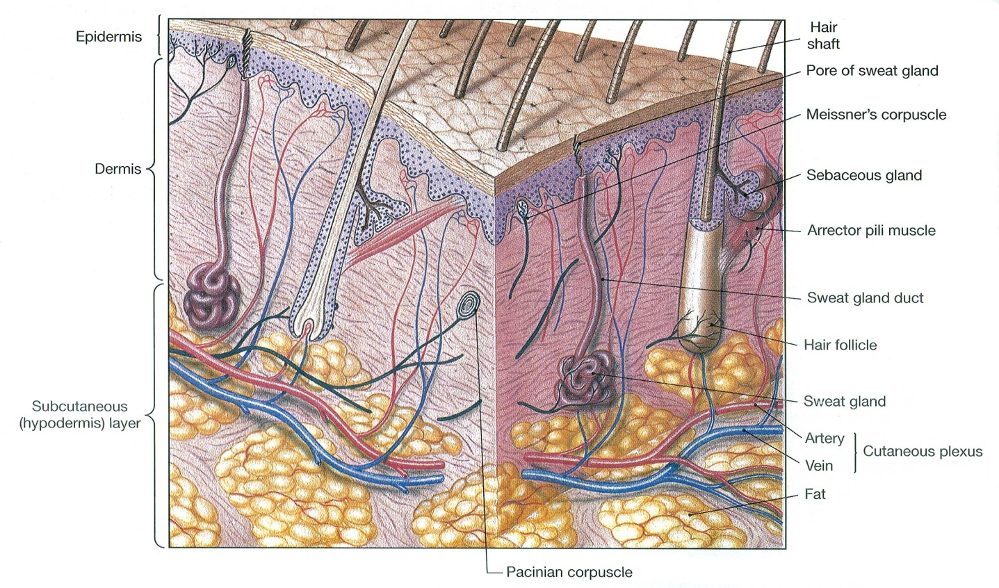 Epidermis
Dermis
Subcutaneous
(hypodermis) layer
Hair
shaft
Pore of sweat gland
Meissner's corpuscle
Sebaceous gland
Arrector pili muscle
Sweat gland duct
Hair follicle
Sweat gland
Artery
Vein
Cutaneous plexus
Fat
Pacinian corpuscle